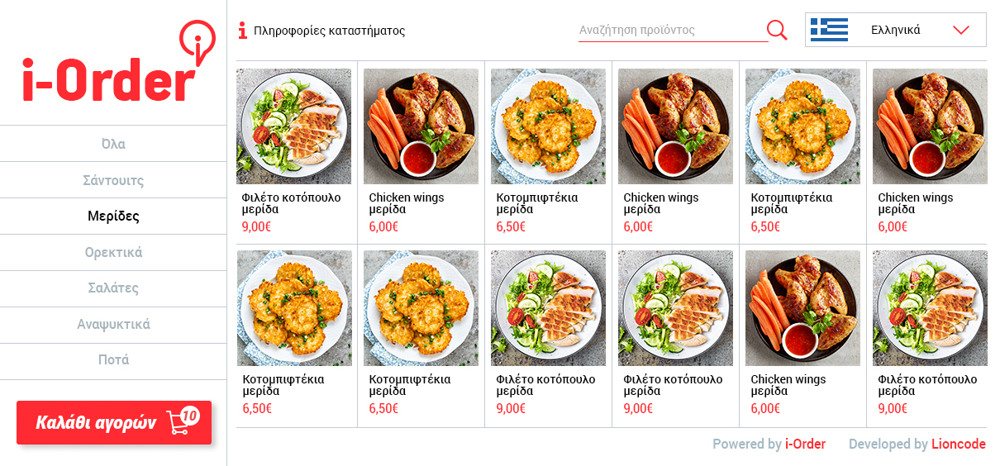 i-Order
Όλα
Σάντουιτς
Μερίδες
Ορεκτικά
Σαλάτες
Αναψυκτικά
Ποτά
Καλάθι αγορών 10
Πληροφορίες καταστήματος
Αναζήτηση προϊόντος
Ελληνικά
Φιλέτο κοτόπουλο
μερίδα
9,00€
Chicken wings
μερίδα
6,00€
Κοτομπιφτέκια
μερίδα
6,50€
Chicken wings
μερίδα
6,00€
Κοτομπιφτέκια
μερίδα
6,50€
Chicken wings
μερίδα
6,00€
Κοτομπιφτέκια
μερίδα
6,50€
Κοτομπιφτέκια
μερίδα
6,50€
Φιλέτο κοτόπουλο
μερίδα
9,00€
Φιλέτο κοτόπουλο
μερίδα
9,00€
Chicken wings
μερίδα
6,00€
Φιλέτο κοτόπουλο
μερίδα
9,00€
Powered by i-Order
Developed by Lioncode